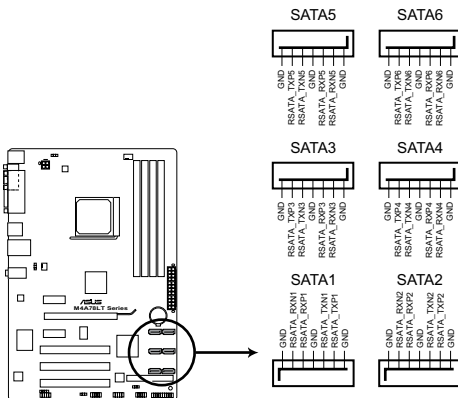 SATA5
GND
RSATA_TXP5
RSATA_TXN5
GND
RSATA_RXP5
RSATA_RXN5
GND
SATA6
GND
RSATA_TXP6
RSATA_TXN6
GND
RSATA_RXP6
RSATA_RXN6
GND
SATA3
GND
RSATA_TXP3
RSATA_TXN3
GND
RSATA_RXP3
RSATA_RXN3
GND
SATA4
GND
RSATA_TXP4
RSATA_TXN4
GND
RSATA_RXP4
RSATA_RXN4
GND
ASUS
M4A78LT Series
SATA1
GND
RSATA_RXN1
RSATA_RXP1
GND
RSATA_TXN1
RSATA_TXP1
GND
SATA2
GND
RSATA_RXN2
RSATA_RXP2
GND
RSATA_TXN2
RSATA_TXP2
GND